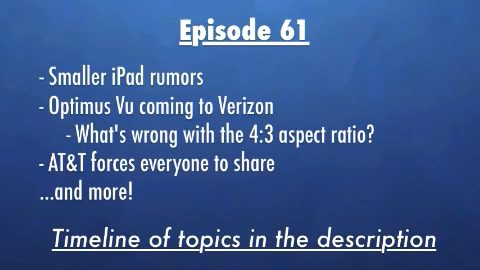 Episode 61
- Smaller iPad rumors
- Optimus Vu coming to Verizon
- What's wrong with the 4:3 aspect ratio?
- AT&T forces everyone to share
...and more!
Timeline of topics in the description